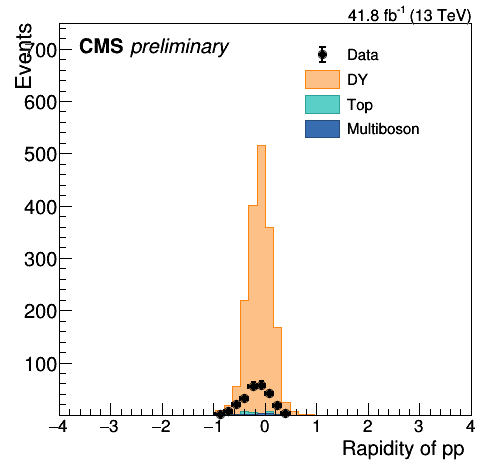 41.8 fb⁻¹ (13 TeV)
CMS preliminary
Events
Data
DY
Top
Multiboson
700
600
500
400
300
200
100
−4 −3 −2 −1 0 1 2 3 4
Rapidity of pp